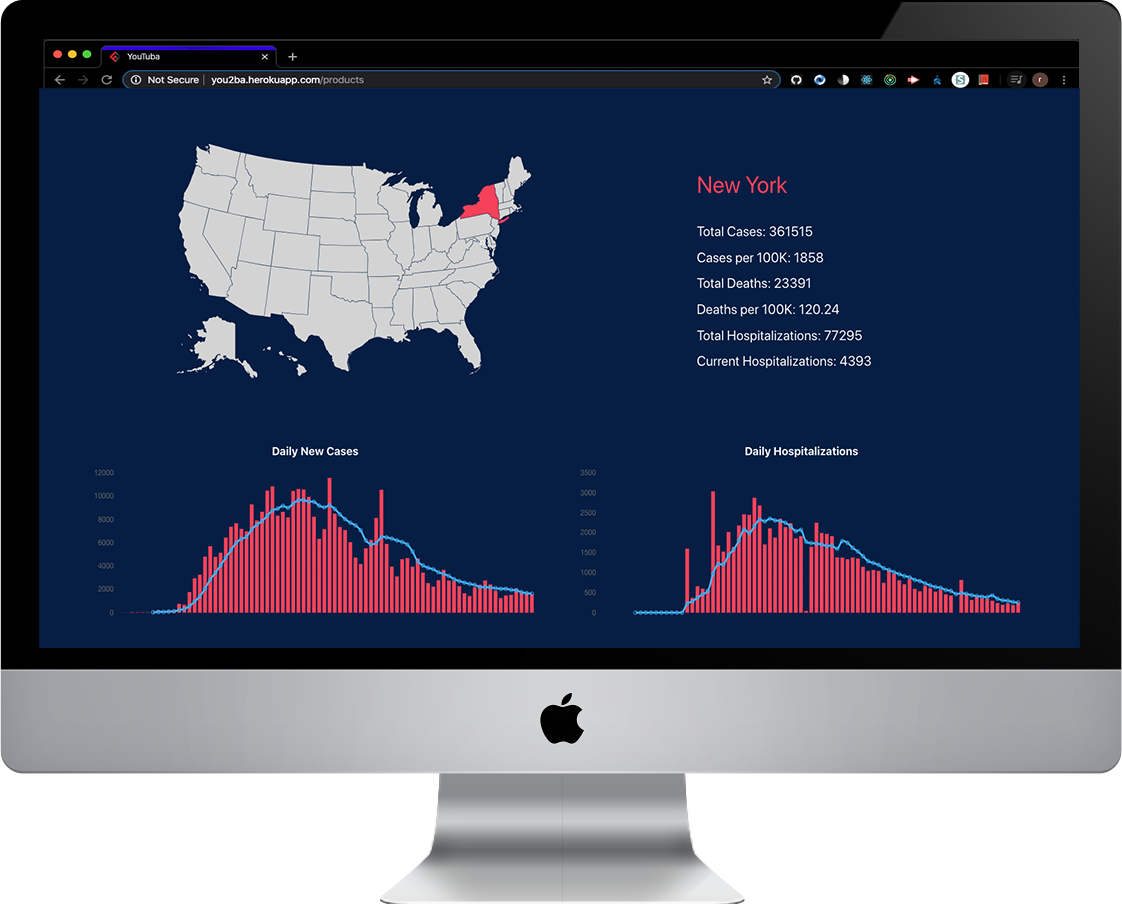 YouTuba
Not Secure | you2ba.herokuapp.com/products
S
r
New York
Total Cases: 361515
Cases per 100K: 1858
Total Deaths: 23391
Deaths per 100K: 120.24
Total Hospitalizations: 77295
Current Hospitalizations: 4393
Daily New Cases
12000
10000
8000
6000
4000
2000
0
Daily Hospitalizations
3500
3000
2500
2000
1500
1000
500
0